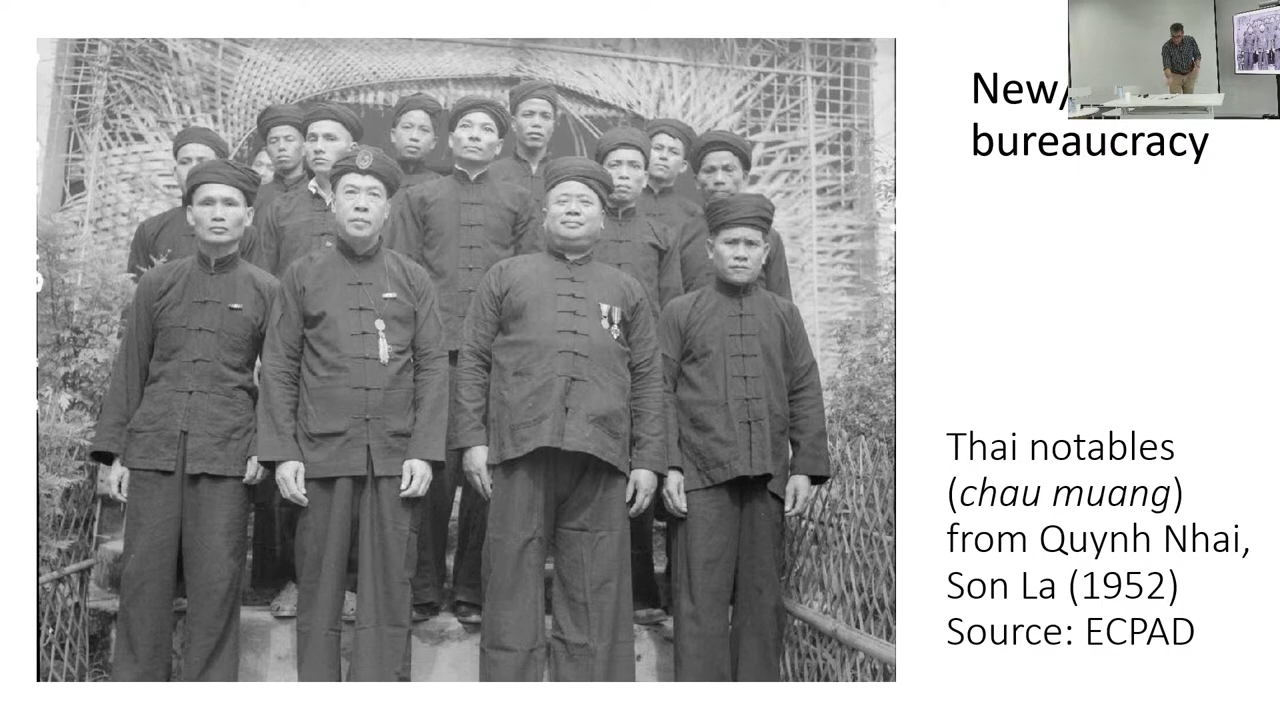 New/
bureaucracy
Thai notables
(chau muang)
from Quynh Nhai,
Son La (1952)
Source: ECPAD